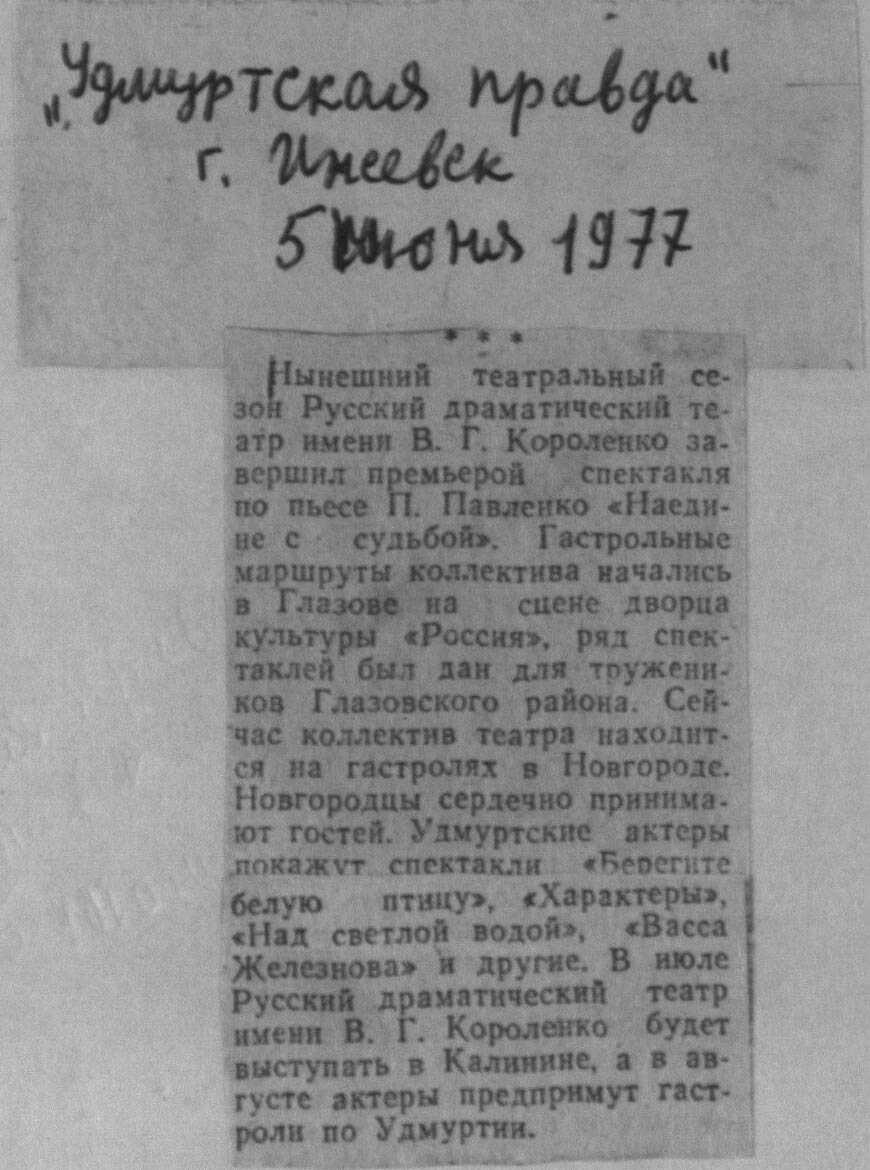 „Удмуртская правда"
г. Ижевск
5 июня 1977
* * *
Нынешний театральный се-
зон Русский драматический те-
атр имени В. Г. Короленко за-
вершил премьерой спектакля
по пьесе П. Павленко «Наеди-
не с судьбой». Гастрольные
маршруты коллектива начались
в Глазове на сцене дворца
культуры «Россия», ряд спек-
таклей был дан для тружени-
ков Глазовского района. Сей-
час коллектив театра находит-
ся на гастролях в Новгороде.
Новгородцы сердечно принима-
ют гостей. Удмуртские актеры
покажут спектакли «Берегите
белую птицу», «Характеры»,
«Над светлой водой», «Васса
Железнова» и другие. В июле
Русский драматический театр
имени В. Г. Короленко будет
выступать в Калинине, а в ав-
густе актеры предпримут гаст-
роли по Удмуртии.